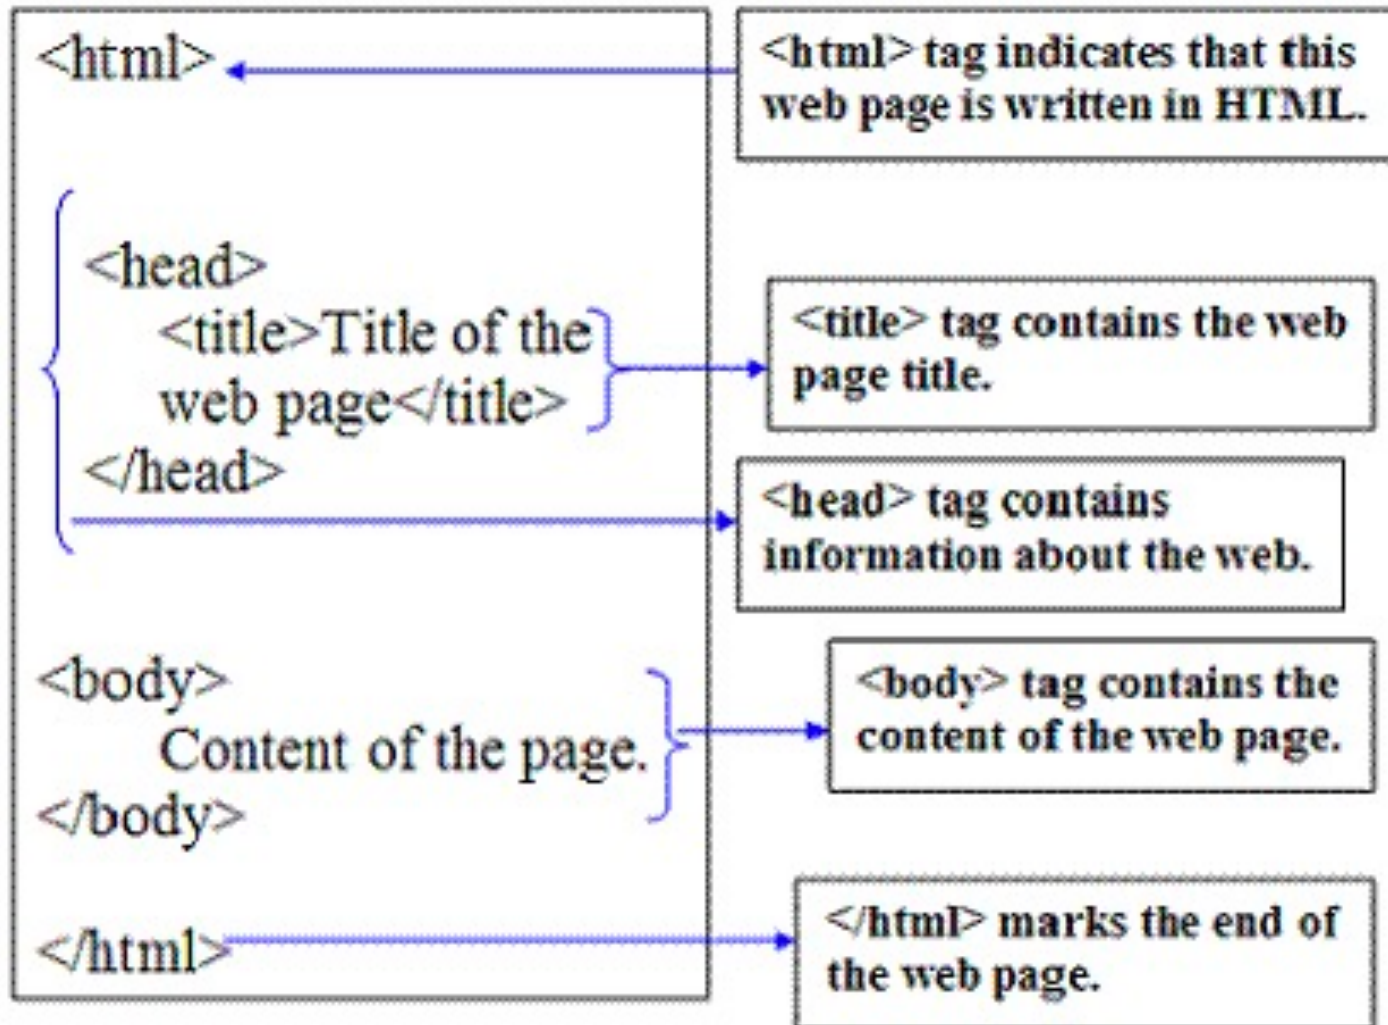 <html>
<html> tag indicates that this
web page is written in HTML.
<head>
<title>Title of the
web page</title>
</head>
<title> tag contains the web
page title.
<head> tag contains
information about the web.
<body>
Content of the page.
</body>
<body> tag contains the
content of the web page.
</html>
</html> marks the end of
the web page.